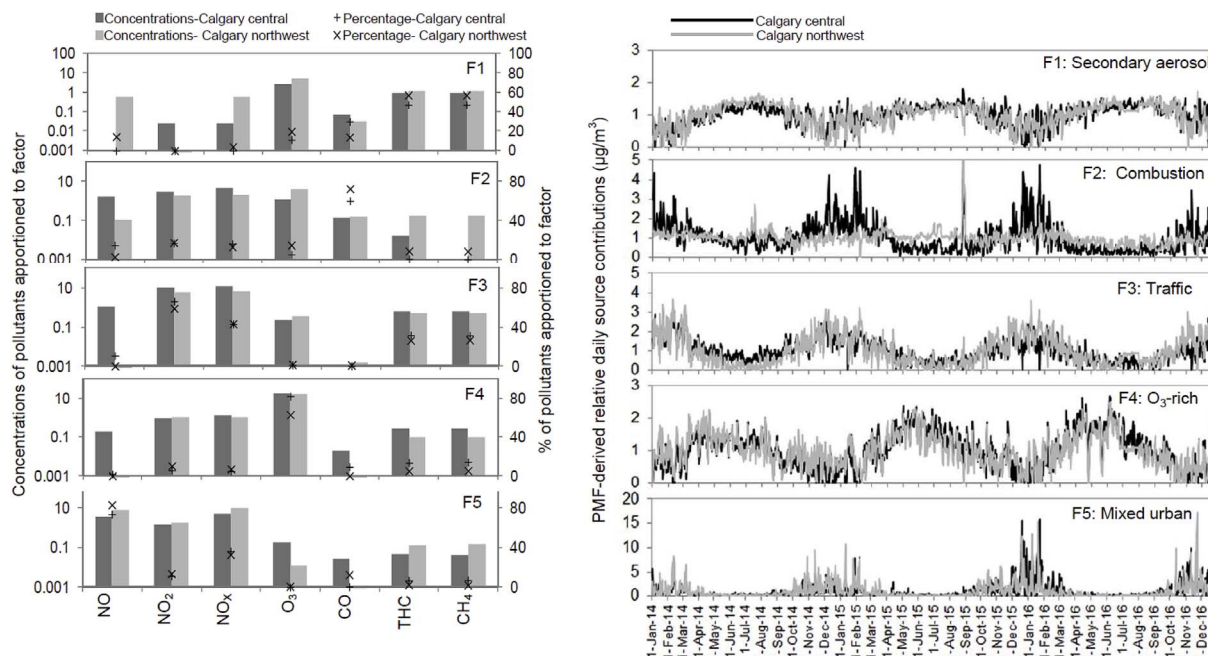 Concentrations-Calgary central
+ Percentage-Calgary central
Concentrations- Calgary northwest
× Percentage- Calgary northwest
Concentrations of pollutants apportioned to factor
100
10
1
0.1
0.01
0.001
F1
100
80
60
40
20
0
10
0.1
0.001
F2
80
40
0
10
0.1
0.001
F3
80
40
0
10
0.1
0.001
F4
80
40
0
10
0.1
0.001
F5
80
40
0
% of pollutants apportioned to factor
NO
NO2
NOX
O3
CO
THC
CH4
Calgary central
Calgary northwest
PMF-derived relative daily source contributions (µg/m³)
3
2
1
0
F1: Secondary aerosol
5
4
3
2
1
0
F2: Combustion
5
4
3
2
1
0
F3: Traffic
3
2
1
0
F4: O3-rich
20
15
10
5
0
F5: Mixed urban
1-Jan-14
1-Feb-14
1-Mar-14
1-Apr-14
1-Jun-14
1-Jul-14
1-Aug-14
1-Sep-14
1-Oct-14
1-Dec-14
1-Jan-15
1-Feb-15
1-Mar-15
1-Apr-15
1-May-15
1-Jun-15
1-Jul-15
1-Aug-15
1-Sep-15
1-Oct-15
1-Nov-15
1-Dec-15
1-Jan-16
1-Feb-16
1-Mar-16
1-Apr-16
1-May-16
1-Jun-16
1-Jul-16
1-Aug-16
1-Sep-16
1-Oct-16
1-Nov-16
1-Dec-16